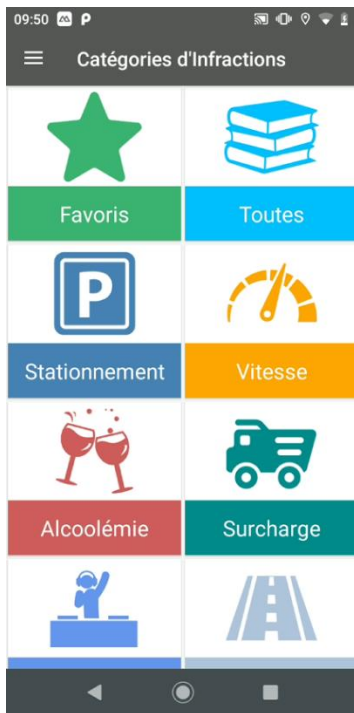 09:50
Catégories d'Infractions
Favoris
Toutes
P
Stationnement
Vitesse
Alcoolémie
Surcharge